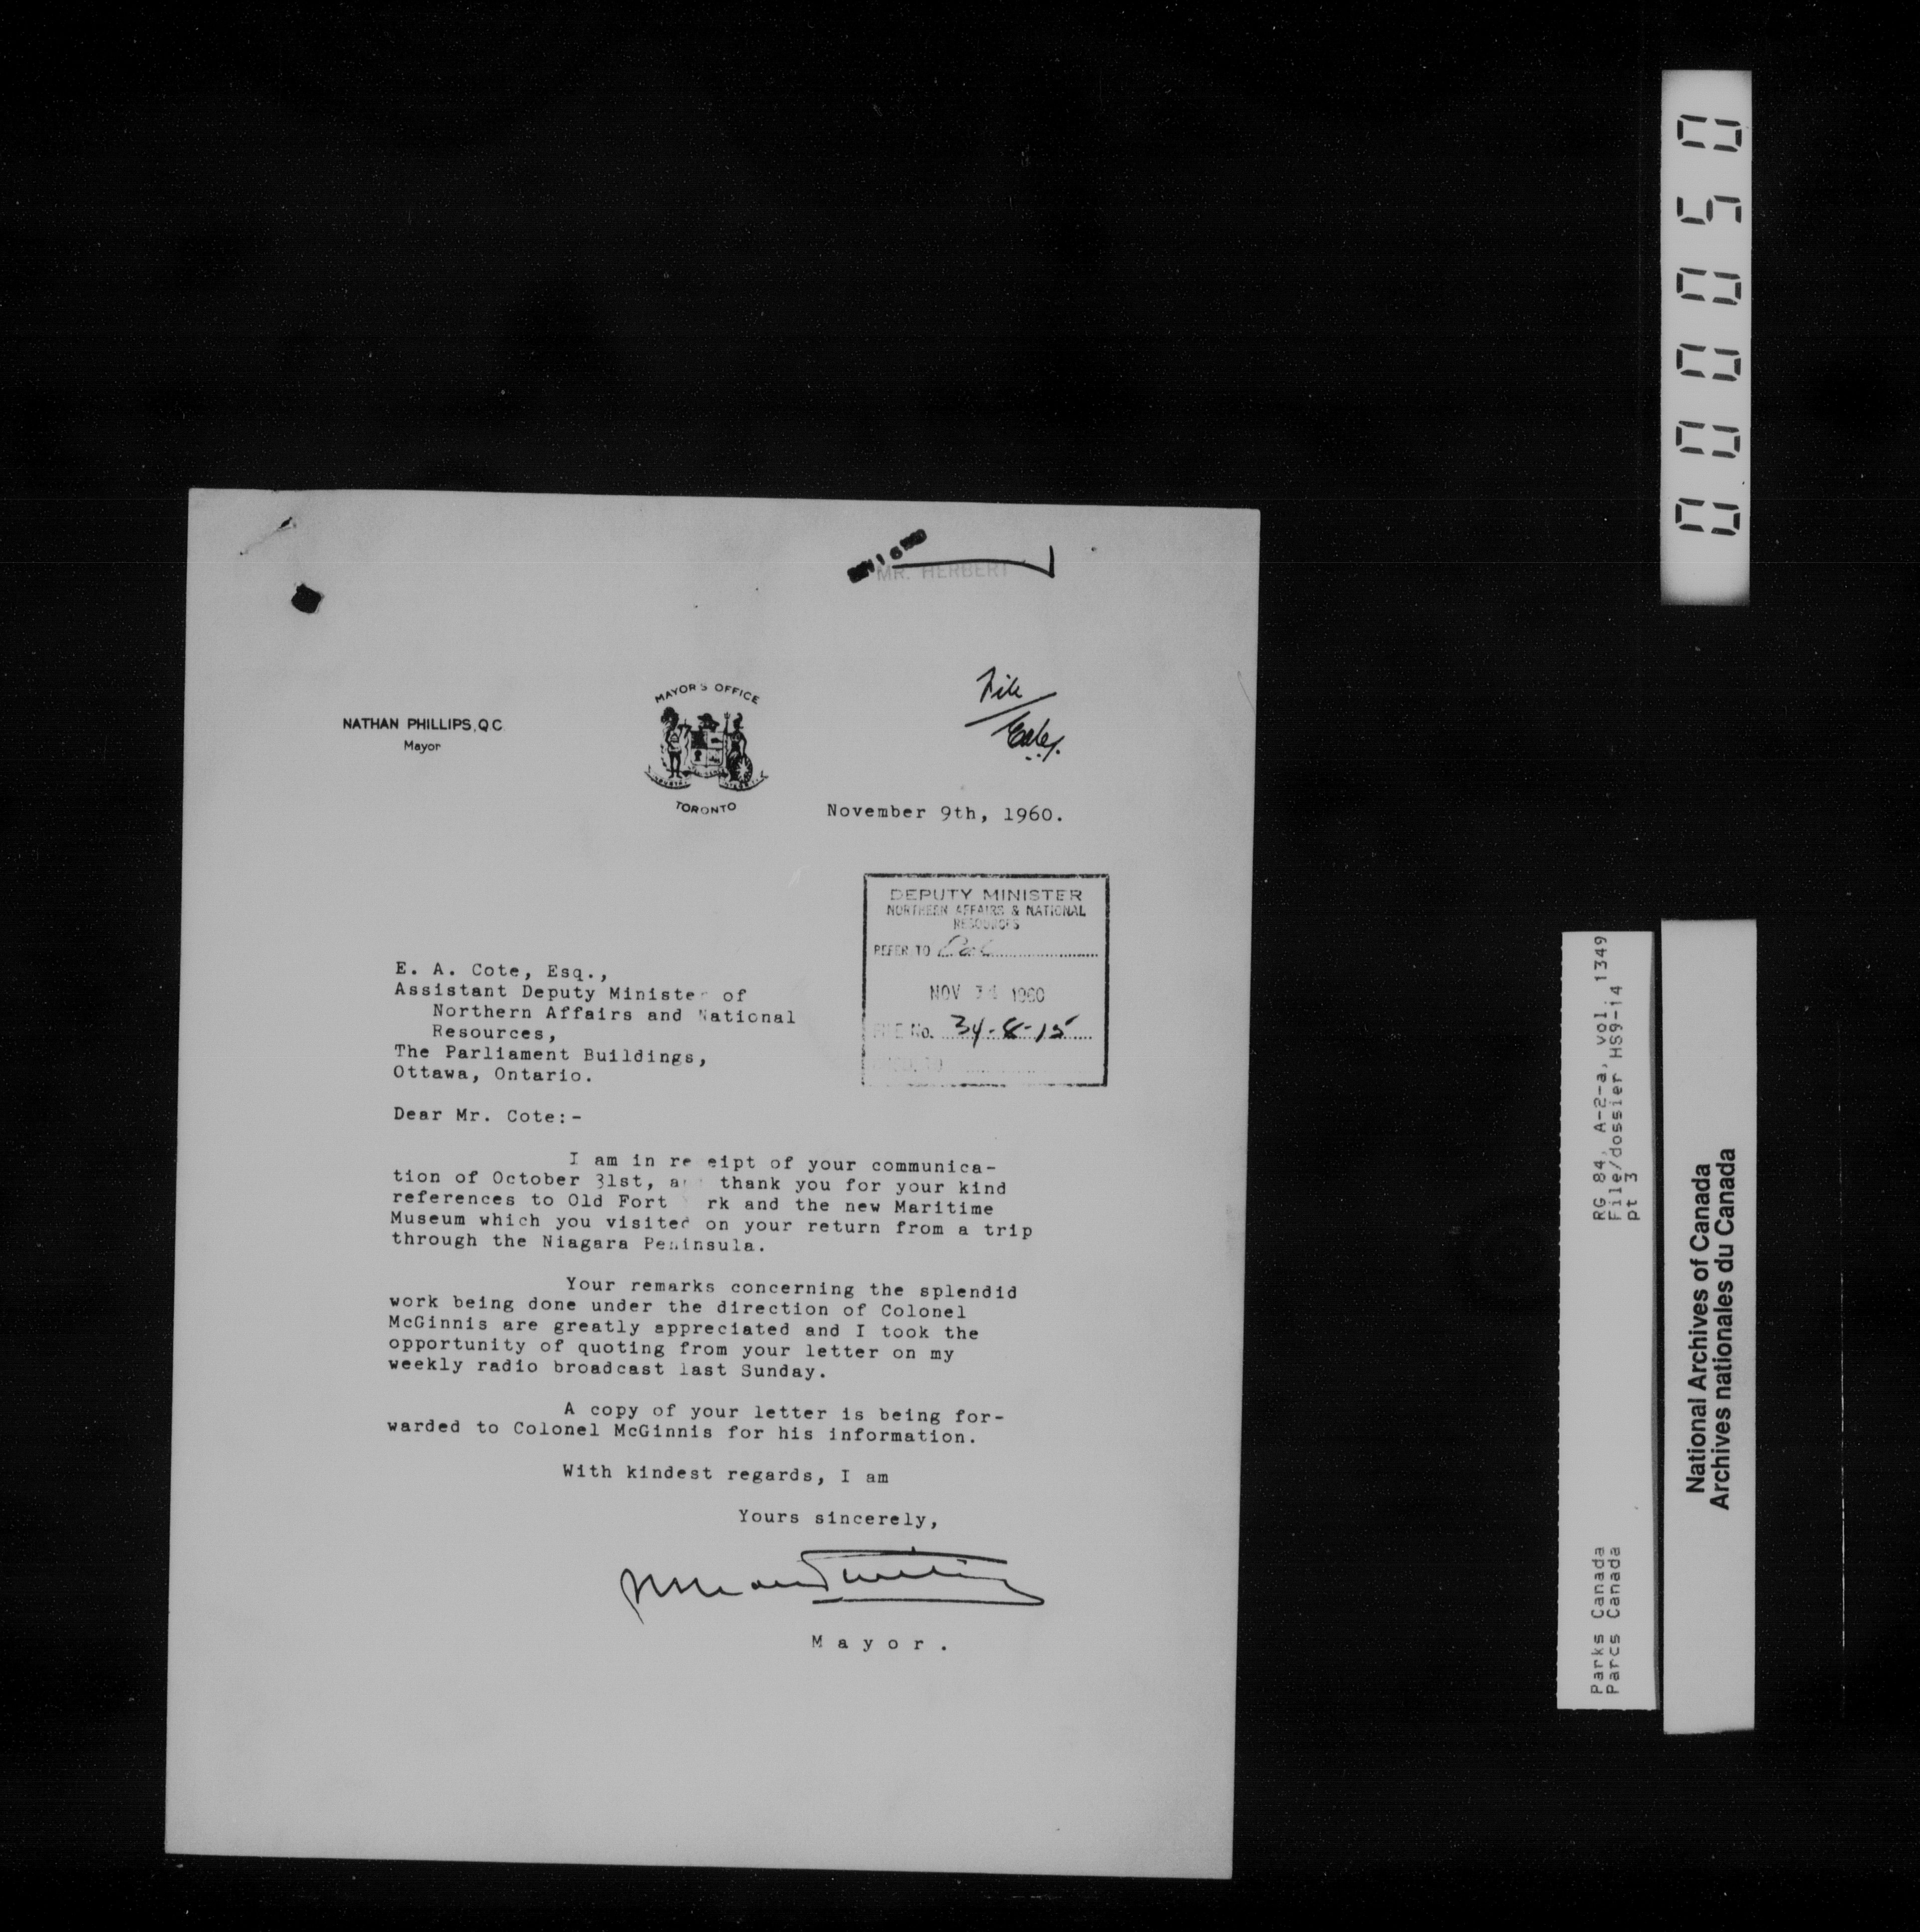 MR. HERBERT
File
NATHAN PHILLIPS, Q.C.
Mayor
MAYOR'S OFFICE
TORONTO
November 9th, 1960.
DEPUTY MINISTER
NORTHERN AFFAIRS & NATIONAL
RESOURCES
REFER TO
NOV 1960
FILE No. 34-8-15
E. A. Cote, Esq.,
Assistant Deputy Minister of
Northern Affairs and National
Resources,
The Parliament Buildings,
Ottawa, Ontario.
Dear Mr. Cote:-
I am in re eipt of your communica-
tion of October 31st, a thank you for your kind
references to Old Fort rk and the new Maritime
Museum which you visited on your return from a trip
through the Niagara Peninsula.
Your remarks concerning the splendid
work being done under the direction of Colonel
McGinnis are greatly appreciated and I took the
opportunity of quoting from your letter on my
weekly radio broadcast last Sunday.
A copy of your letter is being for-
warded to Colonel McGinnis for his information.
With kindest regards, I am
Yours sincerely,
Mayor.
000050
RG 84, A-2-a, vol. 1349
File/dossier HS9-14
pt 3
Parks Canada
Parcs Canada
National Archives of Canada
Archives nationales du Canada